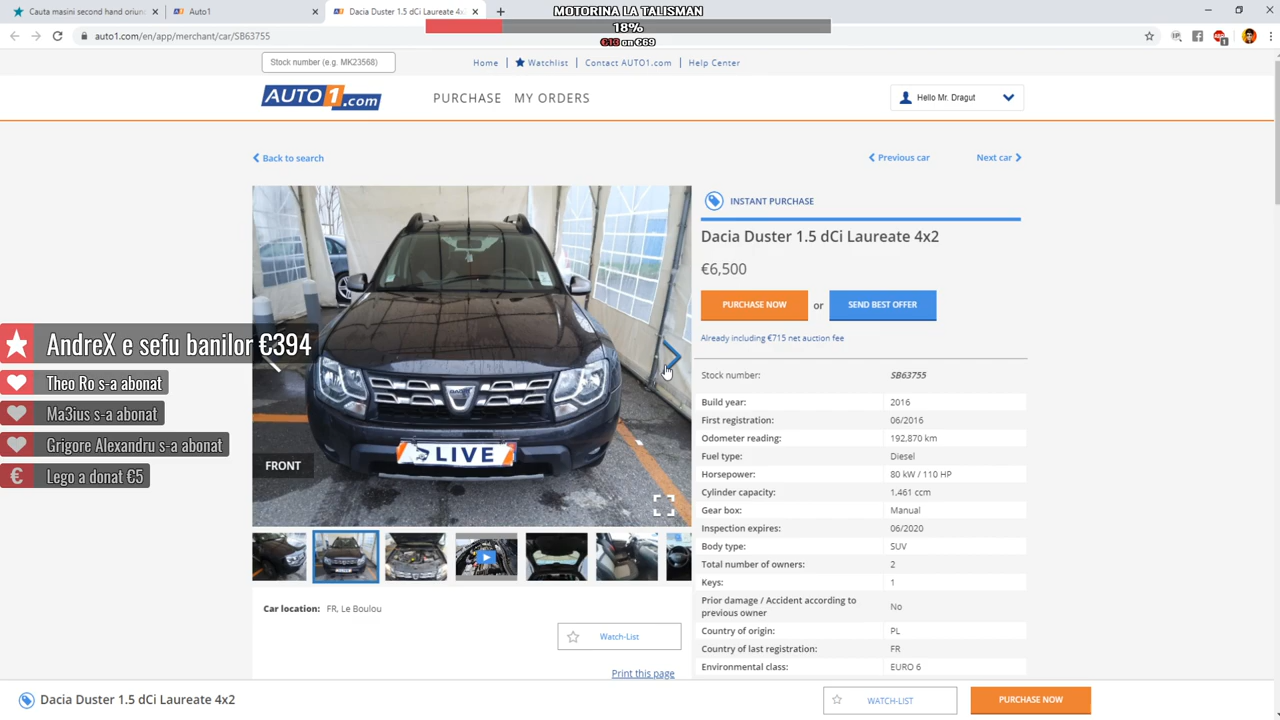 Cauta masini second hand oriun
Auto1
Dacia Duster 1.5 dCi Laureate 4x2
MOTORINA LA TALISMAN
18%
€13 on €69
auto1.com/en/app/merchant/car/SB63755
Stock number (e.g. MK23568)
Home
Watchlist
Contact AUTO1.com
Help Center
AUTO1.com
PURCHASE
MY ORDERS
Hello Mr. Dragut
Back to search
Previous car
Next car
INSTANT PURCHASE
Dacia Duster 1.5 dCi Laureate 4x2
€6,500
PURCHASE NOW or SEND BEST OFFER
Already including €715 net auction fee
Stock number: SB63755
Build year: 2016
First registration: 06/2016
Odometer reading: 192,870 km
Fuel type: Diesel
Horsepower: 80 kW / 110 HP
Cylinder capacity: 1,461 ccm
Gear box: Manual
Inspection expires: 06/2020
Body type: SUV
Total number of owners: 2
Keys: 1
Prior damage / Accident according to
previous owner No
Country of origin: PL
Country of last registration: FR
Environmental class: EURO 6
AndreX e sefu banilor €394
Theo Ro s-a abonat
Ma3ius s-a abonat
Grigore Alexandru s-a abonat
€ Lego a donat €5
LIVE
FRONT
Car location: FR, Le Boulou
Watch-List
Print this page
Dacia Duster 1.5 dCi Laureate 4x2
WATCH-LIST
PURCHASE NOW